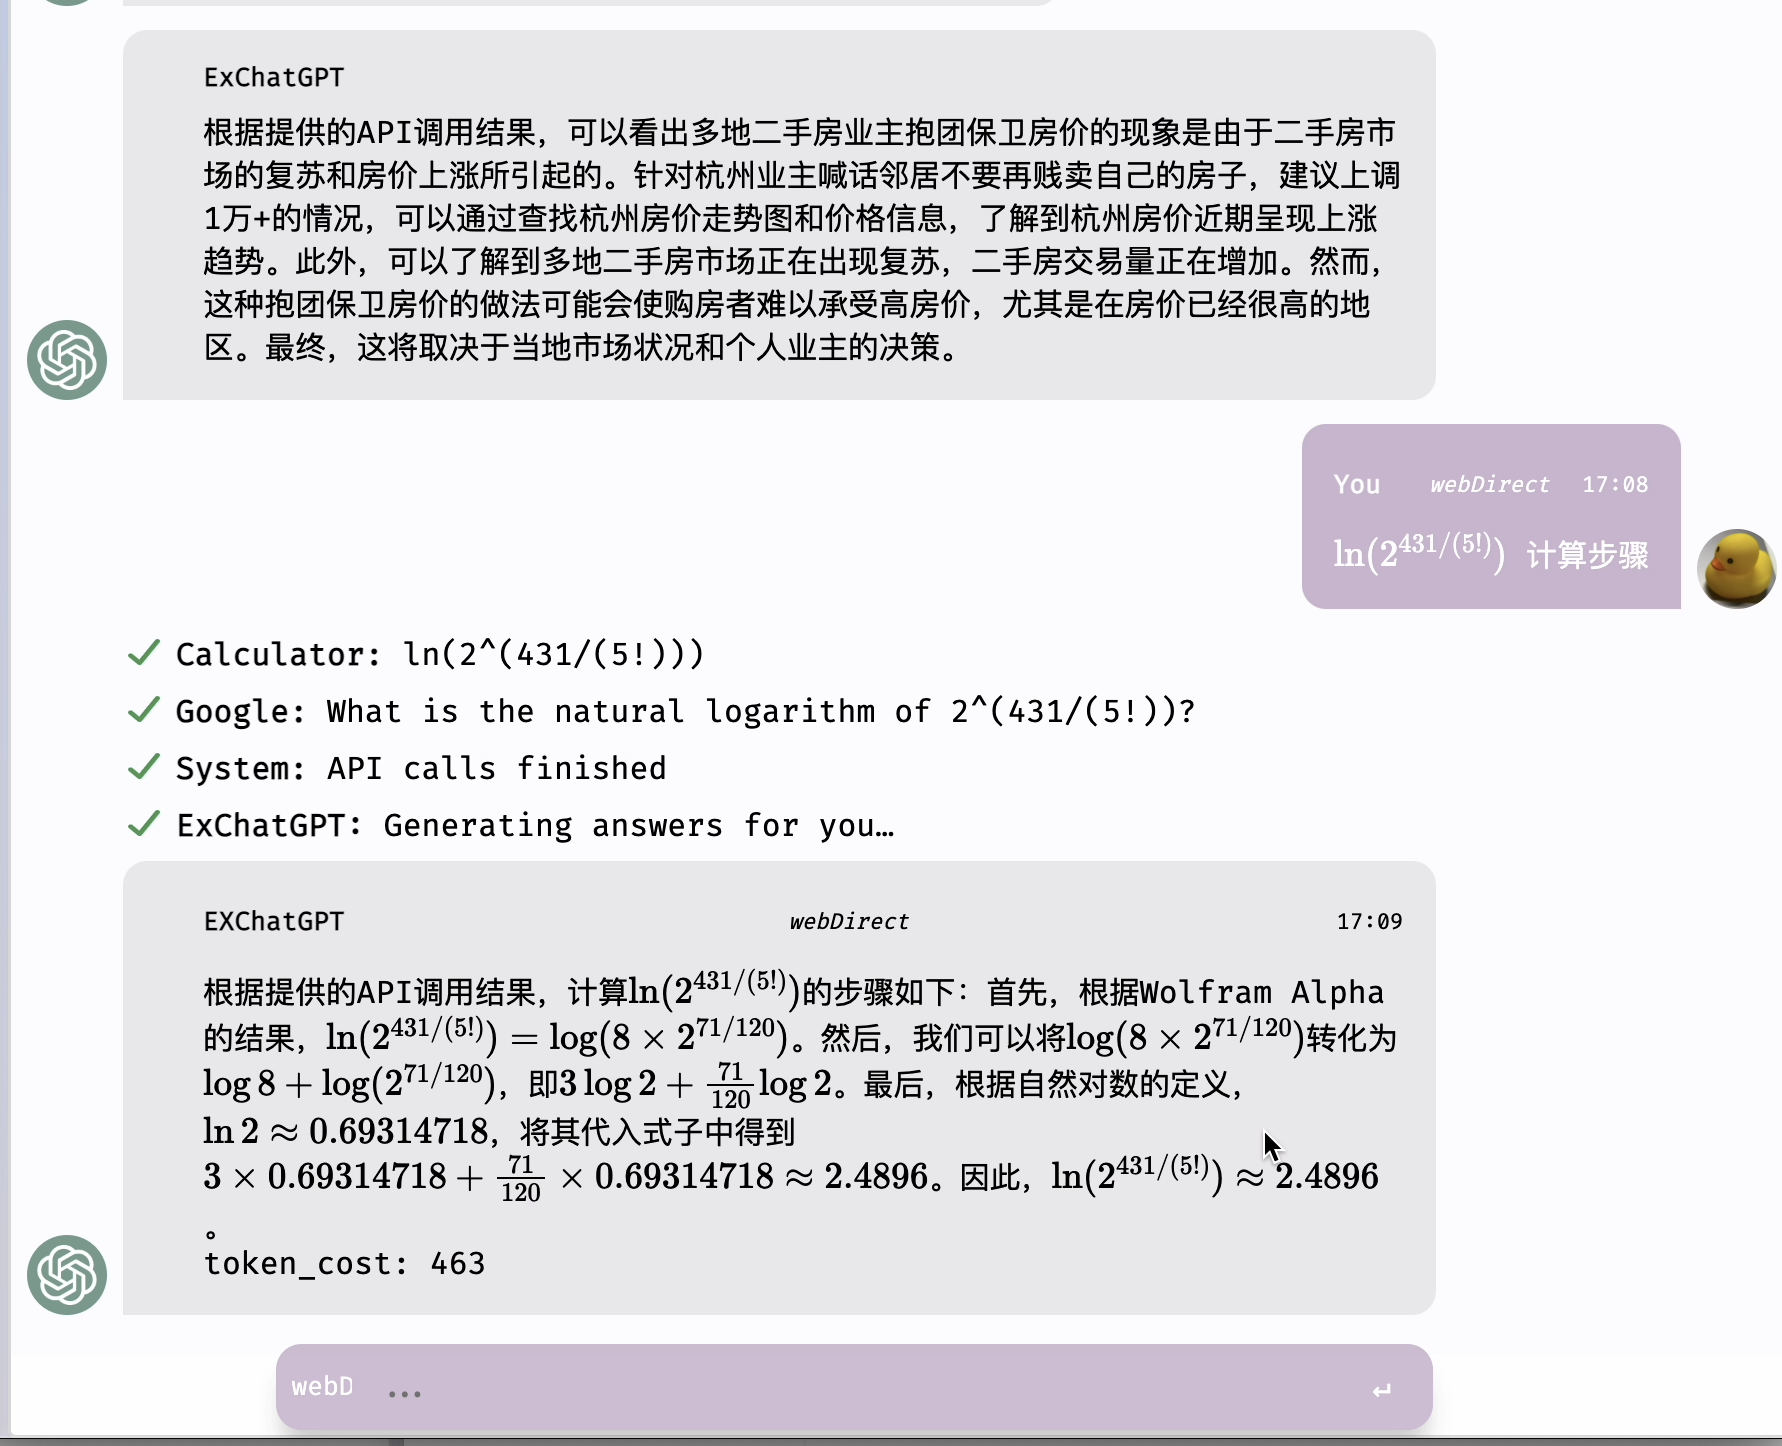 ExChatGPT
根据提供的API调用结果，可以看出多地二手房业主抱团保卫房价的现象是由于二手房市
场的复苏和房价上涨所引起的。针对杭州业主喊话邻居不要再贱卖自己的房子，建议上调
1万+的情况，可以通过查找杭州房价走势图和价格信息，了解到杭州房价近期呈现上涨
趋势。此外，可以了解到多地二手房市场正在出现复苏，二手房交易量正在增加。然而，
这种抱团保卫房价的做法可能会使购房者难以承受高房价，尤其是在房价已经很高的地
区。最终，这将取决于当地市场状况和个人业主的决策。
You webDirect 17:08
ln(2^{431/(5!)}) 计算步骤
Calculator: ln(2^(431/(5!)))
Google: What is the natural logarithm of 2^(431/(5!))?
System: API calls finished
ExChatGPT: Generating answers for you…
EXChatGPT webDirect 17:09
根据提供的API调用结果，计算ln(2^{431/(5!)})的步骤如下：首先，根据Wolfram Alpha
的结果，ln(2^{431/(5!)}) = log(8 × 2^{71/120})。然后，我们可以将log(8 × 2^{71/120})转化为
log 8 + log(2^{71/120})，即3 log 2 + \frac{71}{120} log 2。最后，根据自然对数的定义，
ln 2 ≈ 0.69314718，将其代入式子中得到
3 × 0.69314718 + \frac{71}{120} × 0.69314718 ≈ 2.4896。因此，ln(2^{431/(5!)}) ≈ 2.4896
。
token_cost: 463
webD ...